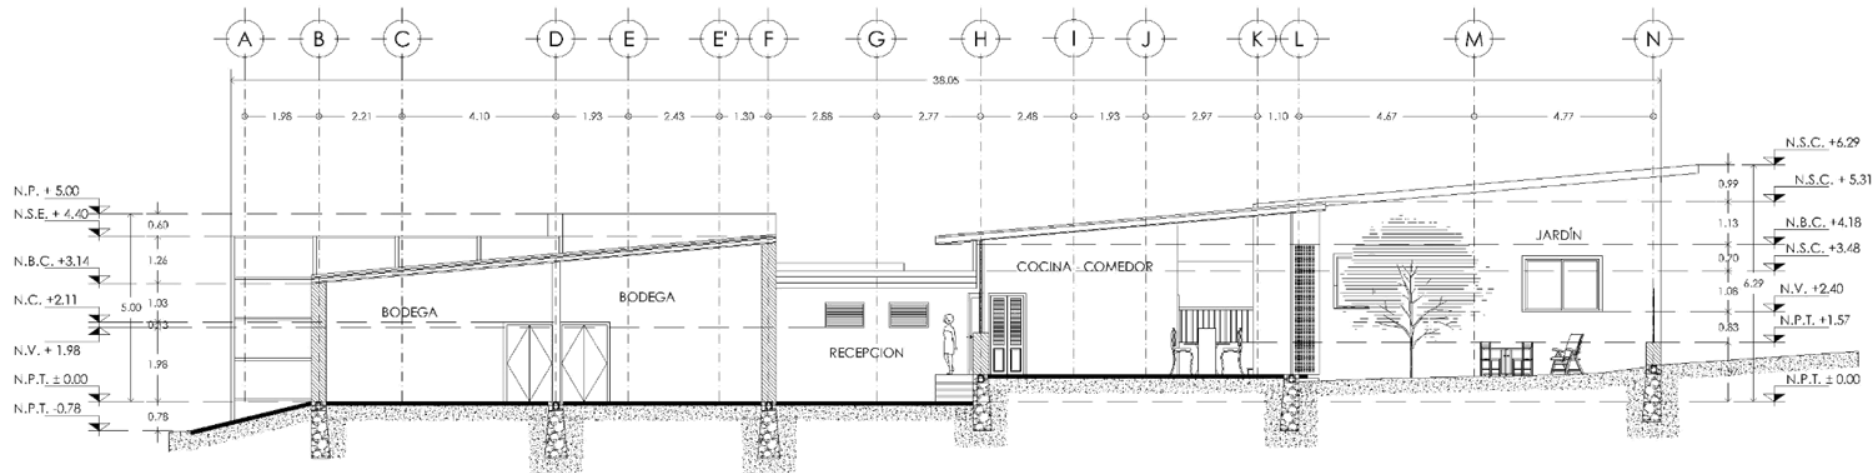 A B C D E E' F G H I J K L M N
38.05
1.98 2.21 4.10 1.93 2.43 1.30 2.88 2.77 2.48 1.93 2.97 1.10 4.67 4.77
N.P. + 5.00
N.S.E. + 4.40
N.B.C. +3.14
N.C. +2.11
N.V. + 1.98
N.P.T. ± 0.00
N.P.T. -0.78
0.60
1.26
1.03
0.13
1.98
0.78
5.00
BODEGA
BODEGA
RECEPCION
COCINA - COMEDOR
JARDÍN
0.99
1.13
0.70
1.08
0.83
6.29
N.S.C. +6.29
N.S.C. + 5.31
N.B.C. +4.18
N.S.C. +3.48
N.V. +2.40
N.P.T. +1.57
N.P.T. ± 0.00